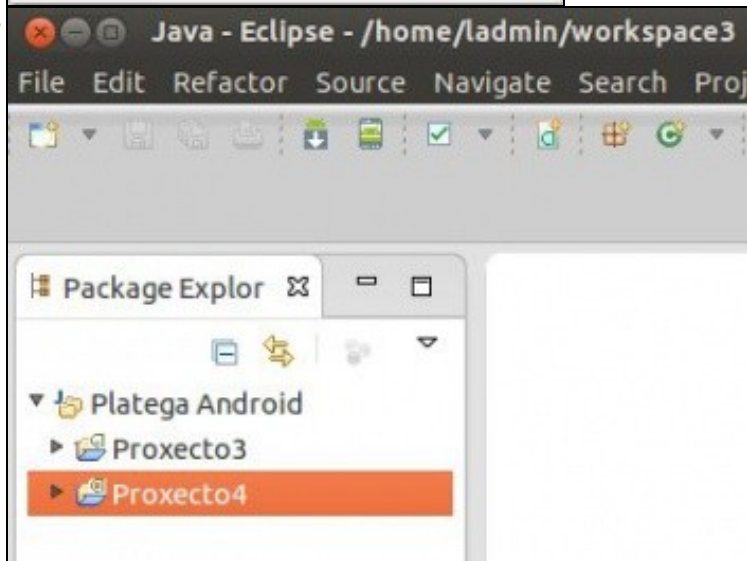 Java - Eclipse - /home/ladmin/workspace3
File Edit Refactor Source Navigate Search Proj
Package Explor
Platega Android
Proxecto3
Proxecto4